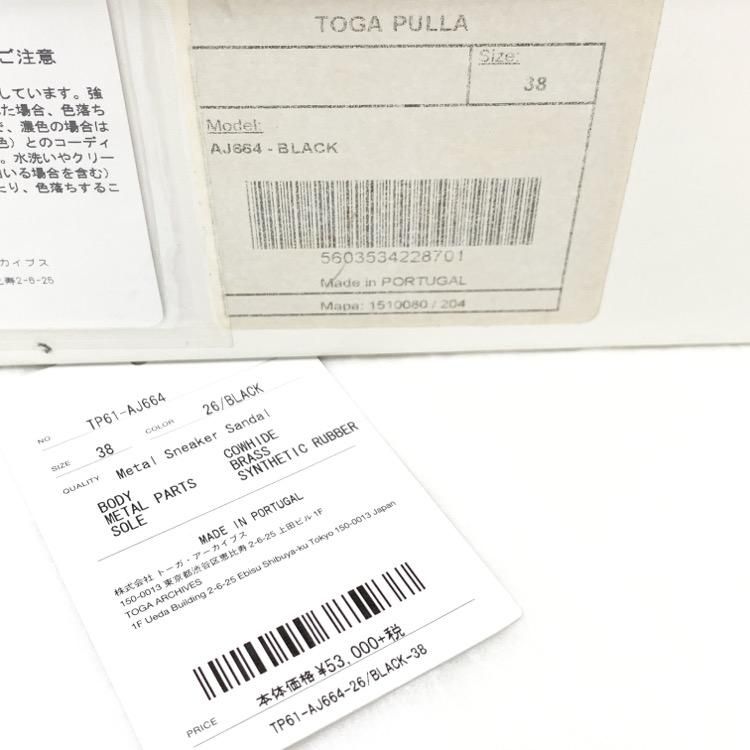 ご注意
しています。強
た場合、色落ち
、濃色の場合は
色）とのコーディ
。水洗いやクリー
いる場合を含む）
たり、色落ちするこ
カイブス
寿2-6-25
TOGA PULLA
Size:
38
Model:
AJ664 - BLACK
5603534228701
Made in PORTUGAL
Mapa: 1510080 / 204
NO TP61-AJ664
SIZE 38 COLOR 26/BLACK
QUALITY Metal Sneaker Sandal
BODY COWHIDE
METAL PARTS BRASS
SOLE SYNTHETIC RUBBER
MADE IN PORTUGAL
株式会社 トーガ・アーカイブス
150-0013 東京都渋谷区恵比寿 2-6-25 上田ビル 1F
TOGA ARCHIVES
1F Ueda Building 2-6-25 Ebisu Shibuya-ku Tokyo 150-0013 Japan
本体価格 ¥53,000+税
PRICE TP61-AJ664-26/BLACK-38